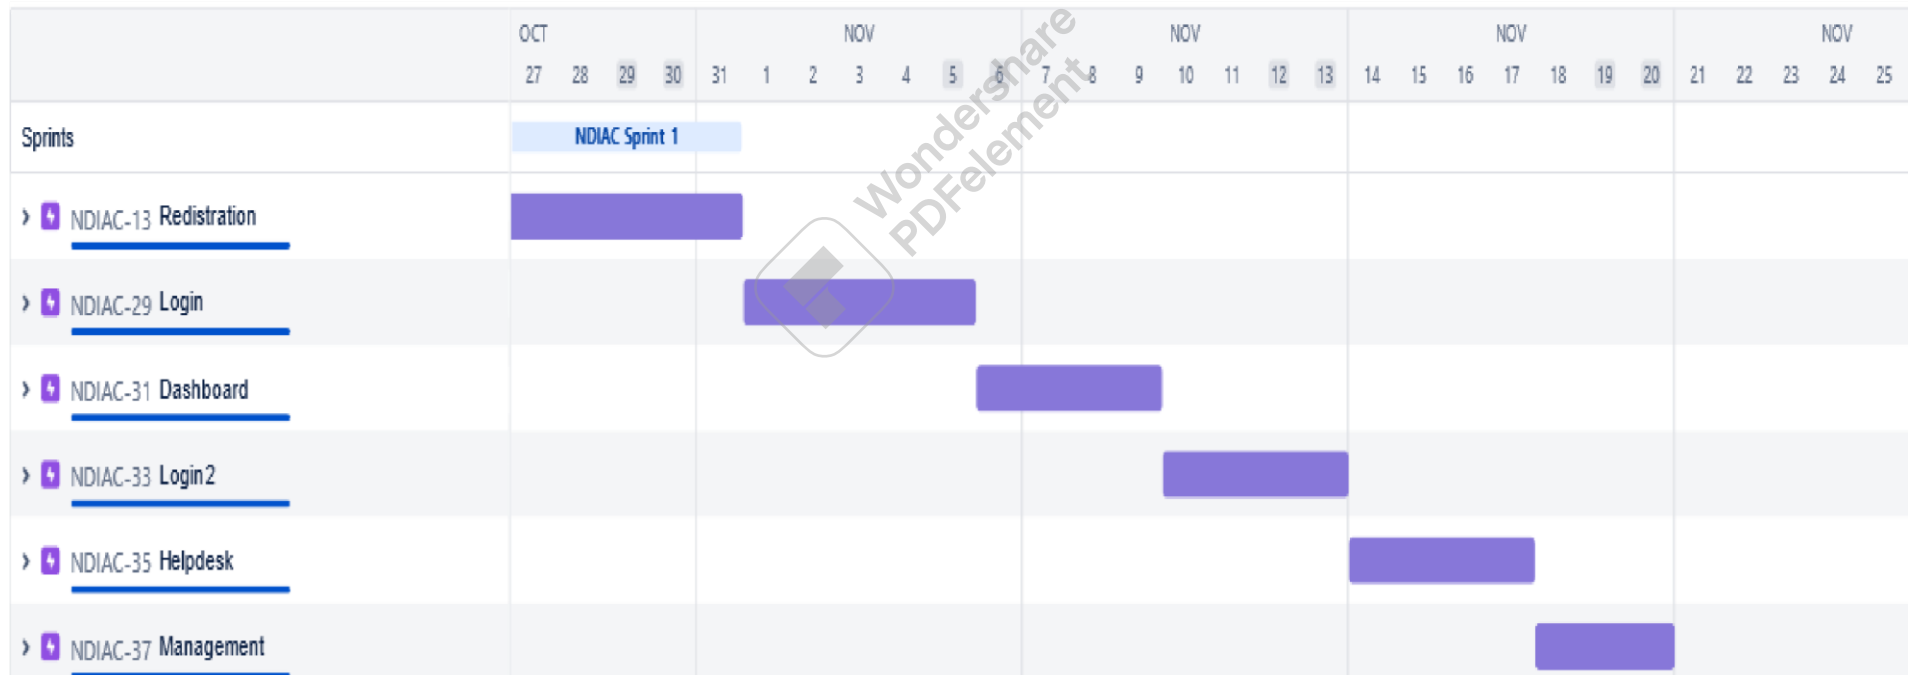 OCT NOV NOV NOV NOV
27 28 29 30 31 1 2 3 4 5 6 7 8 9 10 11 12 13 14 15 16 17 18 19 20 21 22 23 24 25
Sprints NDIAC Sprint 1
NDIAC-13 Redistration
NDIAC-29 Login
NDIAC-31 Dashboard
NDIAC-33 Login2
NDIAC-35 Helpdesk
NDIAC-37 Management
Wondershare
PDFelement